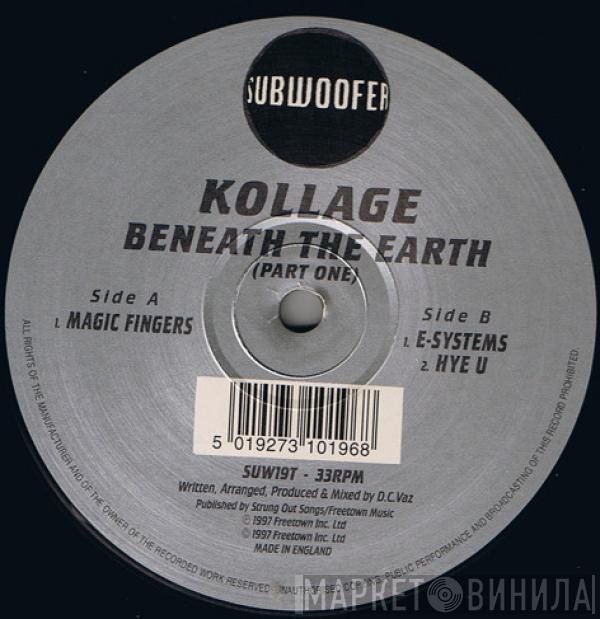 SUBWOOFER
KOLLAGE
BENEATH THE EARTH
(PART ONE)
Side A
1. MAGIC FINGERS
Side B
1. E-SYSTEMS
2. HYE U
5 019273 101968
SUW19T - 33RPM
Written, Arranged, Produced & Mixed by D.C.Vaz
Published by Strung Out Songs/Freetown Music
℗ 1997 Freetown Inc. Ltd
© 1997 Freetown Inc. Ltd
MADE IN ENGLAND
ALL RIGHTS OF THE MANUFACTURER AND OF THE OWNER OF THE RECORDED WORK RESERVED. UNAUTHORISED COPYING, PUBLIC PERFORMANCE AND BROADCASTING OF THIS RECORD PROHIBITED.
МАРКЕТ ВИНИЛА